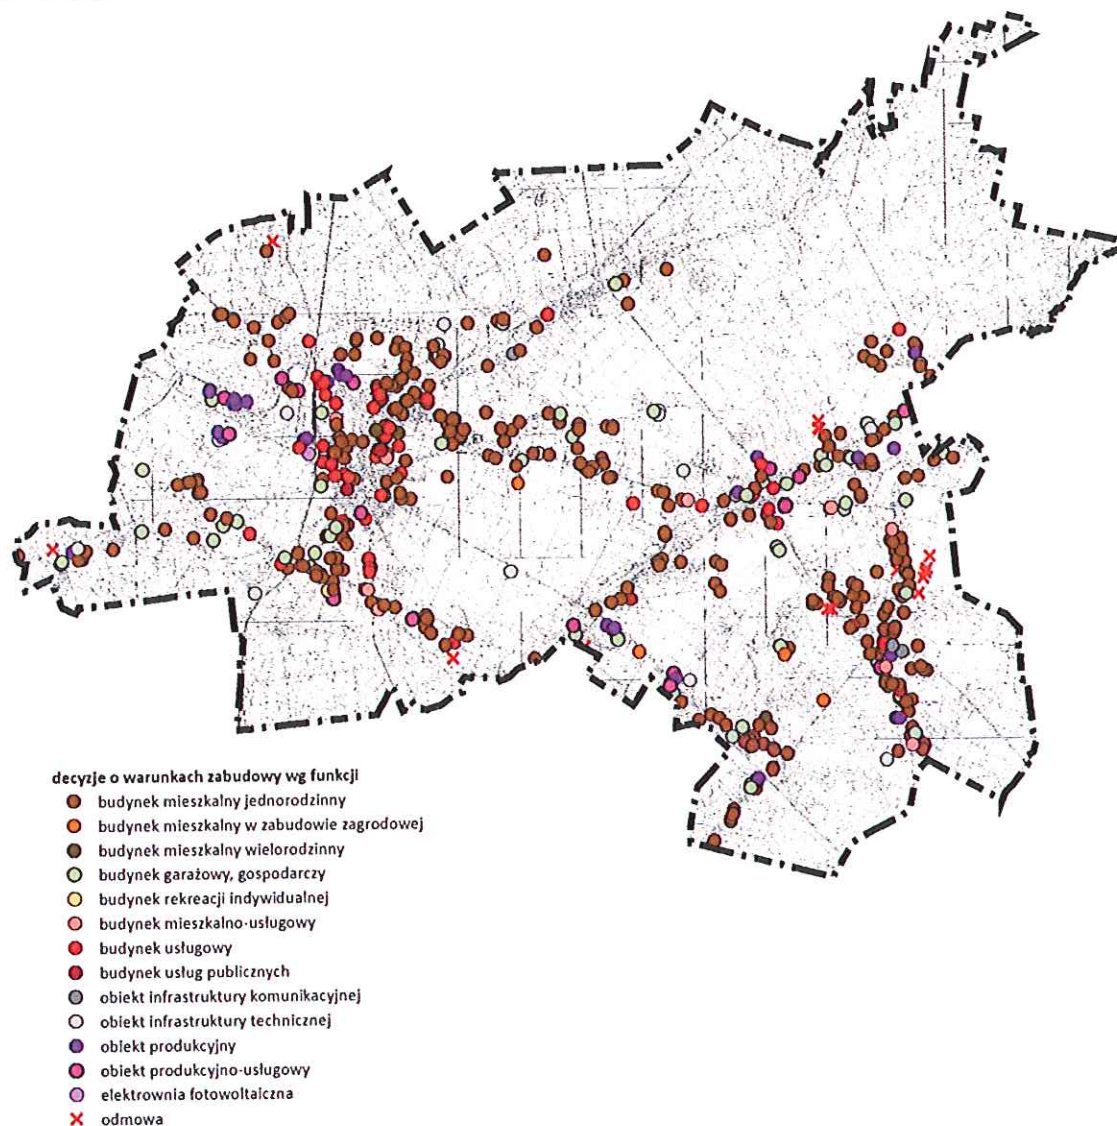 decyzje o warunkach zabudowy wg funkcji
budynek mieszkalny jednorodzinny
budynek mieszkalny w zabudowie zagrodowej
budynek mieszkalny wielorodzinny
budynek garażowy, gospodarczy
budynek rekreacji indywidualnej
budynek mieszkalno-usługowy
budynek usługowy
budynek usług publicznych
obiekt infrastruktury komunikacyjnej
obiekt infrastruktury technicznej
obiekt produkcyjny
obiekt produkcyjno-usługowy
elektrownia fotowoltaiczna
odmowa